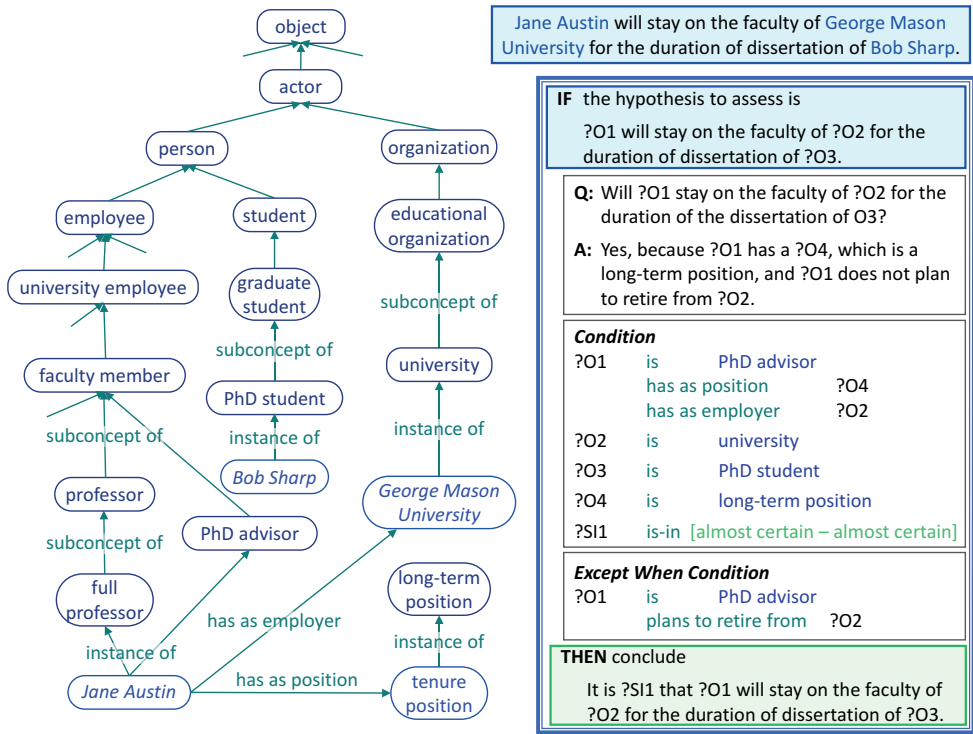 object
actor
person
organization
employee
student
educational
organization
university employee
graduate
student
subconcept of
subconcept of
university
faculty member
PhD student
subconcept of
instance of
instance of
Bob Sharp
professor
George Mason
University
PhD advisor
subconcept of
full
professor
long-term
position
has as employer
instance of
instance of
has as position
Jane Austin
tenure
position
Jane Austin will stay on the faculty of George Mason
University for the duration of dissertation of Bob Sharp.
IF the hypothesis to assess is
?O1 will stay on the faculty of ?O2 for the
duration of dissertation of ?O3.
Q: Will ?O1 stay on the faculty of ?O2 for the
duration of the dissertation of O3?
A: Yes, because ?O1 has a ?O4, which is a
long-term position, and ?O1 does not plan
to retire from ?O2.
Condition
?O1 is PhD advisor
has as position ?O4
has as employer ?O2
?O2 is university
?O3 is PhD student
?O4 is long-term position
?SI1 is-in [almost certain – almost certain]
Except When Condition
?O1 is PhD advisor
plans to retire from ?O2
THEN conclude
It is ?SI1 that ?O1 will stay on the faculty of
?O2 for the duration of dissertation of ?O3.